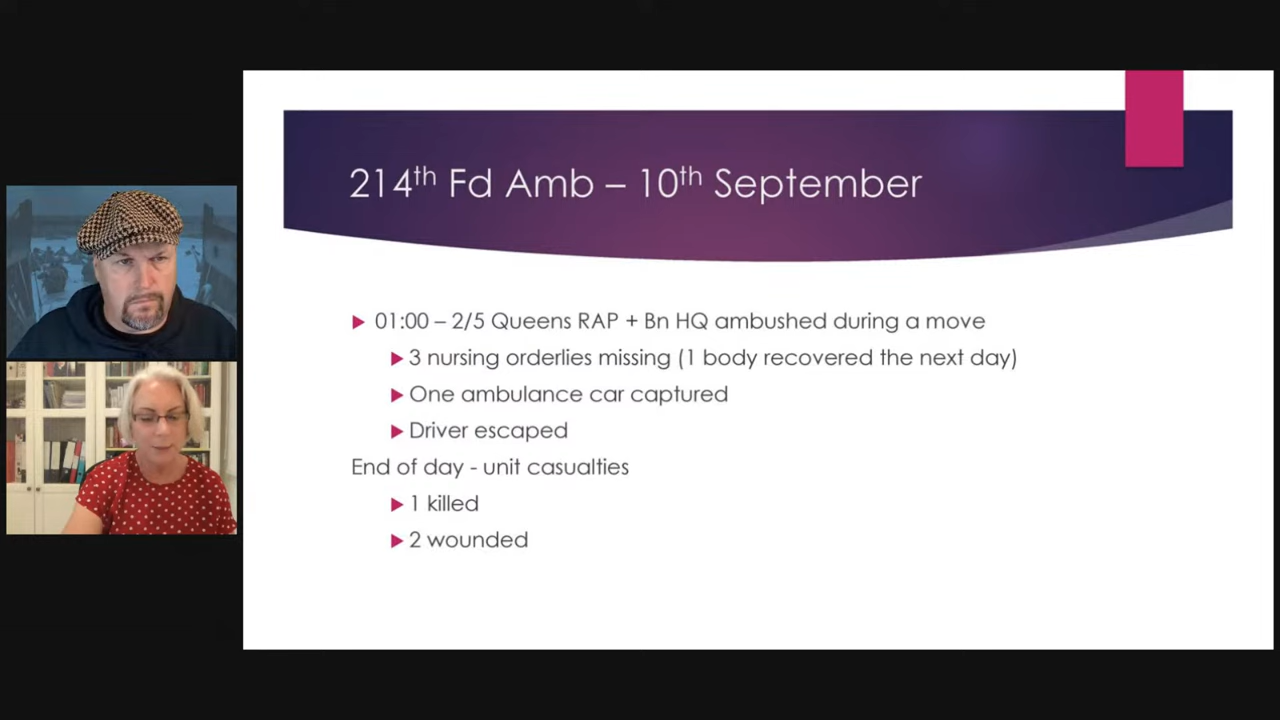 214th Fd Amb – 10th September
01:00 – 2/5 Queens RAP + Bn HQ ambushed during a move
3 nursing orderlies missing (1 body recovered the next day)
One ambulance car captured
Driver escaped
End of day - unit casualties
1 killed
2 wounded